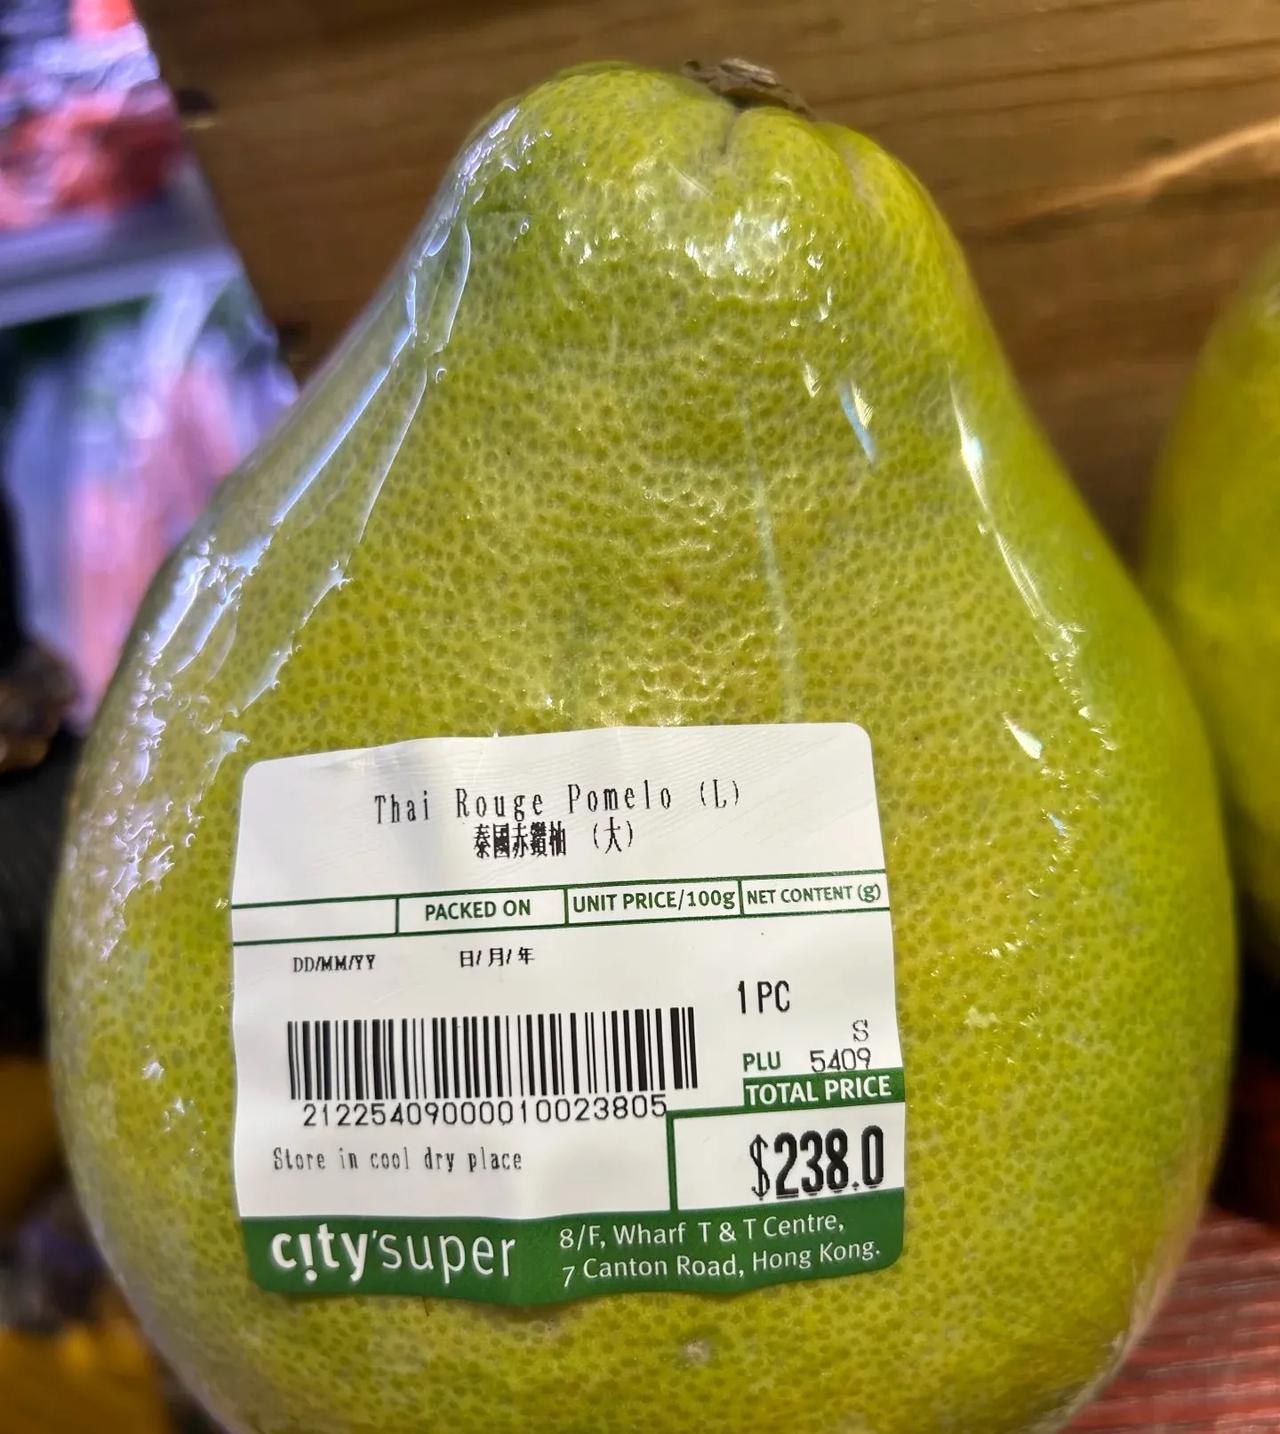 Thai Rouge Pomelo (L)
泰國赤鑽柚 (大)
PACKED ON UNIT PRICE/100g NET CONTENT (g)
DD/MM/YY 日/月/年
1 PC
S
PLU 5409
TOTAL PRICE
21225409000010023805
$238.0
Store in cool dry place
city'super
8/F, Wharf T & T Centre,
7 Canton Road, Hong Kong.